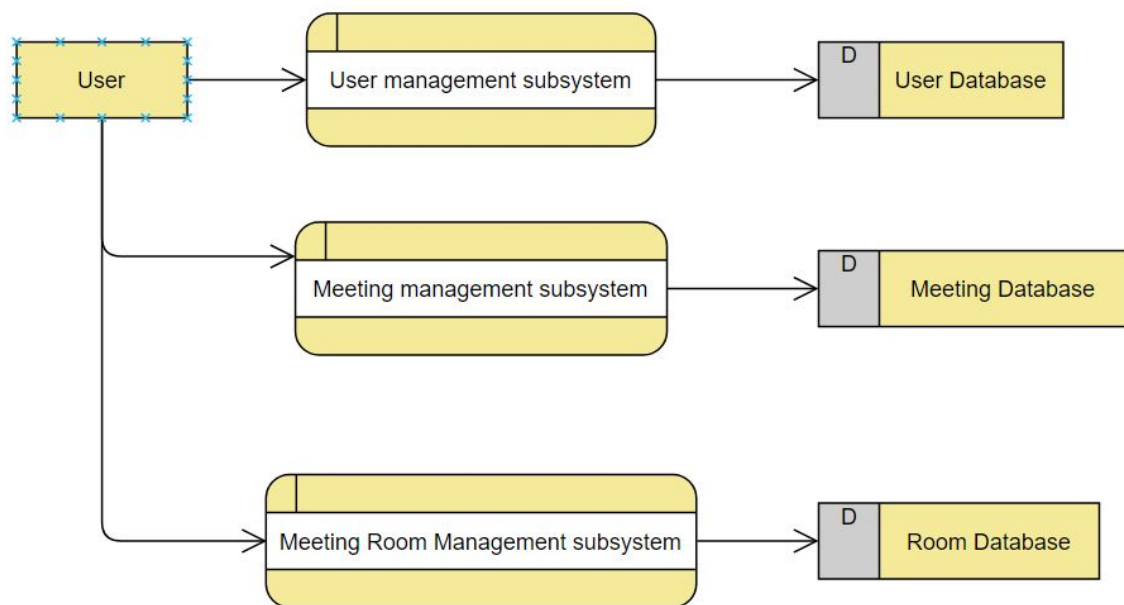 User
User management subsystem
D
User Database
Meeting management subsystem
D
Meeting Database
Meeting Room Management subsystem
D
Room Database